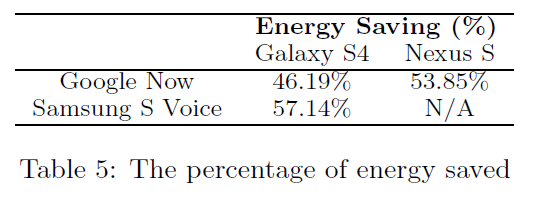 Energy Saving (%)
Galaxy S4 Nexus S
Google Now 46.19% 53.85%
Samsung S Voice 57.14% N/A
Table 5: The percentage of energy saved